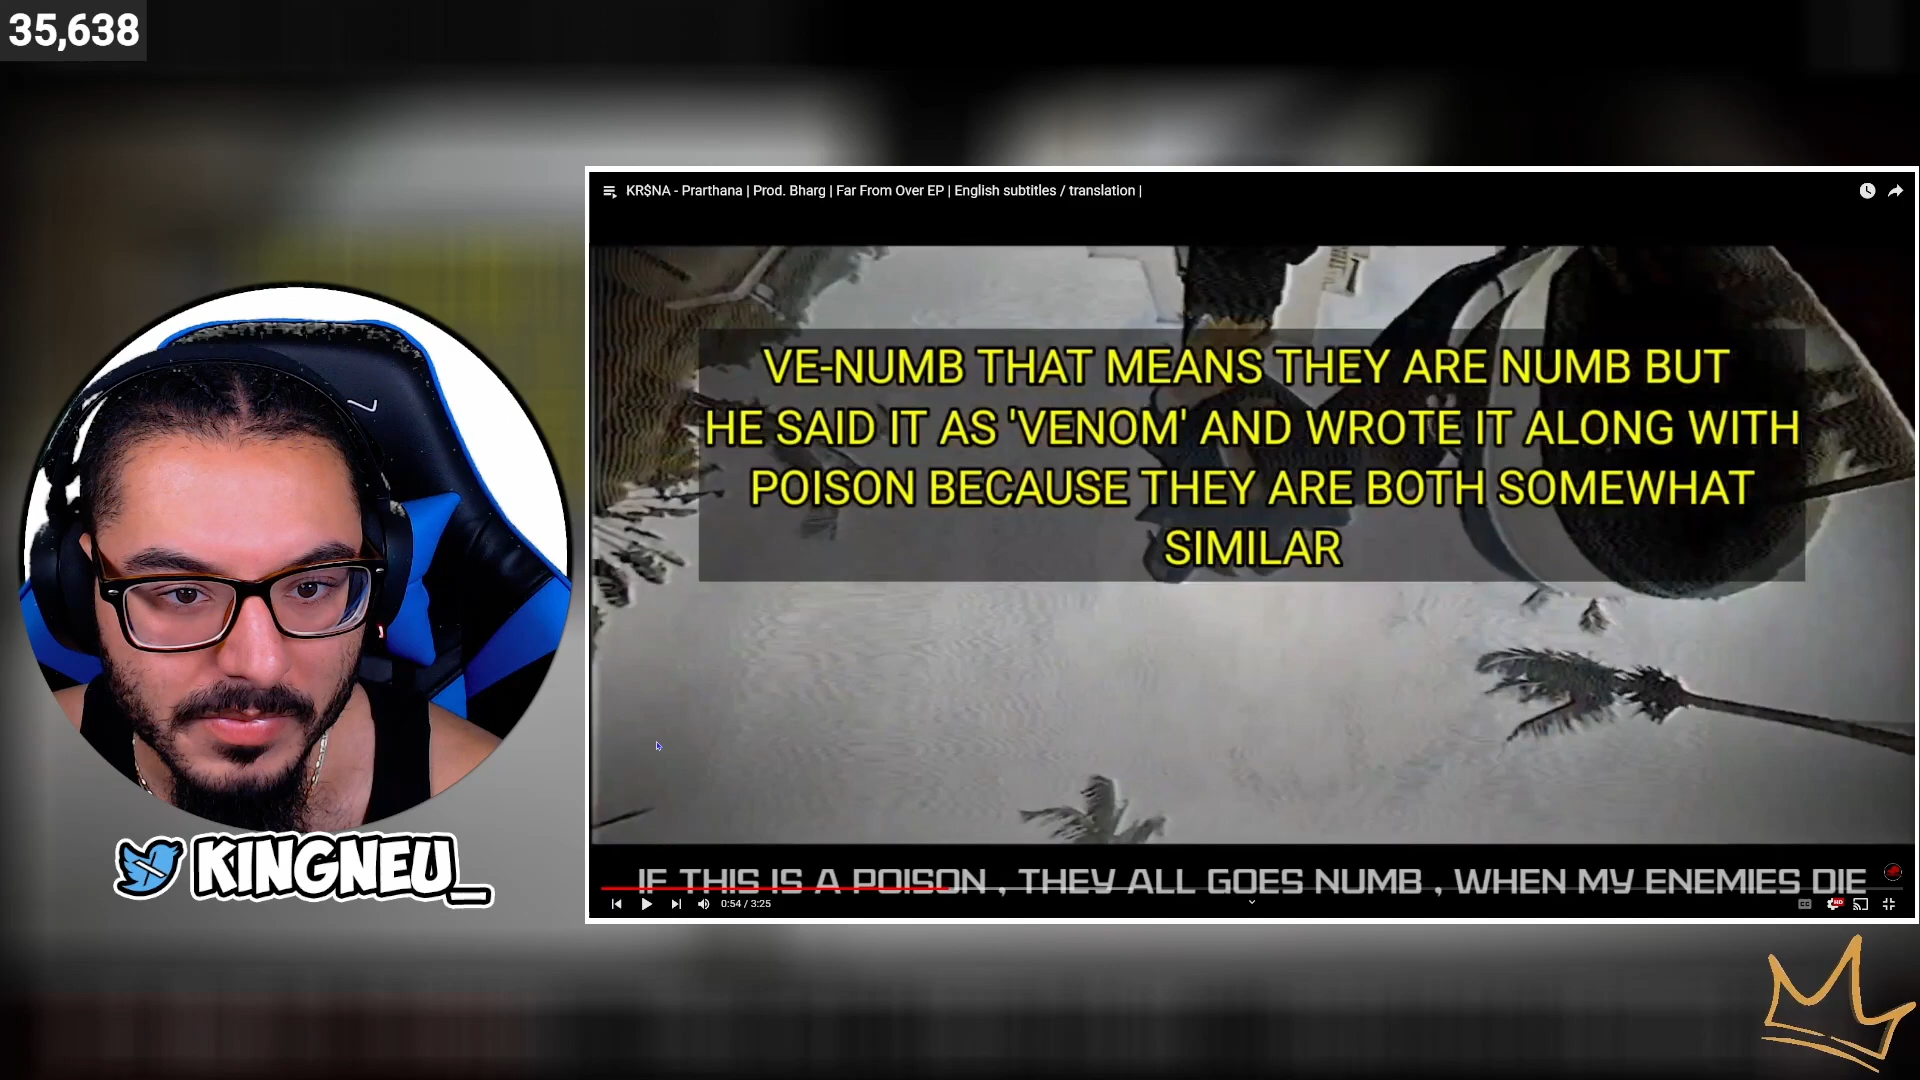 35,638
KR$NA - Prarthana | Prod. Bharg | Far From Over EP | English subtitles / translation |
VE-NUMB THAT MEANS THEY ARE NUMB BUT
HE SAID IT AS 'VENOM' AND WROTE IT ALONG WITH
POISON BECAUSE THEY ARE BOTH SOMEWHAT
SIMILAR
KINGNEU_
IF THIS IS A POISON , THEY ALL GOES NUMB , WHEN MY ENEMIES DIE
0:54 / 3:25
CC
HD